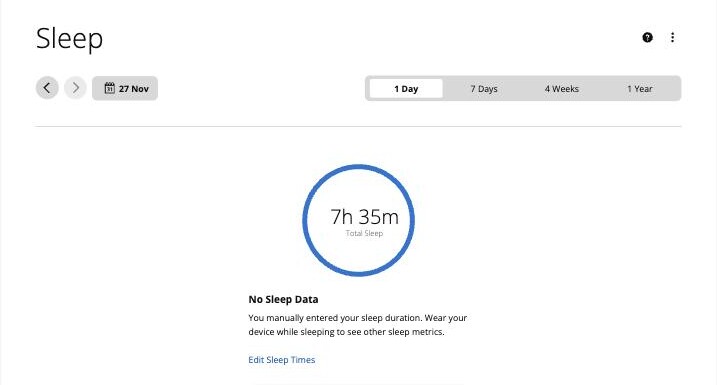 Sleep
27 Nov
1 Day
7 Days
4 Weeks
1 Year
7h 35m
Total Sleep
No Sleep Data
You manually entered your sleep duration. Wear your
device while sleeping to see other sleep metrics.
Edit Sleep Times